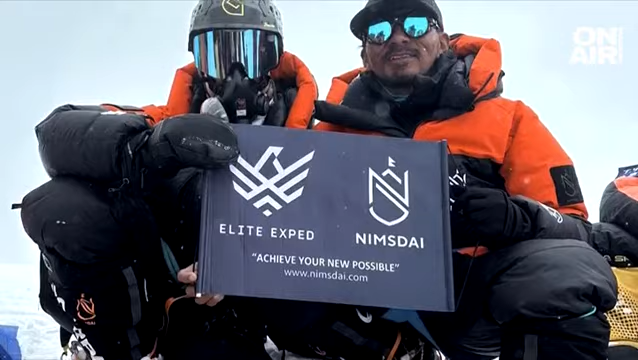 ON
AIR
ELITE EXPED
NIMSDAI
“ACHIEVE YOUR NEW POSSIBLE”
www.nimsdai.com